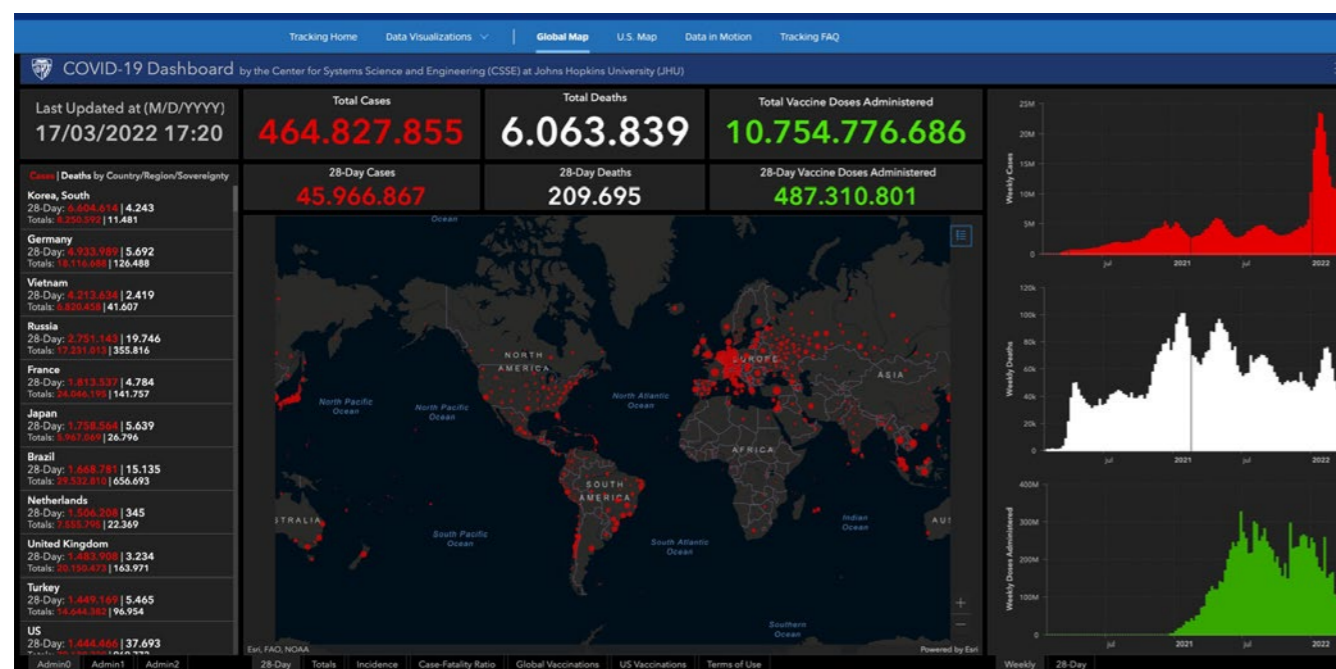 Tracking Home Data Visualizations Global Map U.S. Map Data in Motion Tracking FAQ
COVID-19 Dashboard by the Center for Systems Science and Engineering (CSSE) at Johns Hopkins University (JHU)
Last Updated at (M/D/YYYY)
17/03/2022 17:20
Total Cases
464.827.855
Total Deaths
6.063.839
Total Vaccine Doses Administered
10.754.776.686
28-Day Cases
45.966.867
28-Day Deaths
209.695
28-Day Vaccine Doses Administered
487.310.801
Cases | Deaths by Country/Region/Sovereignty
Korea, South
28-Day: 6.604.614 | 4.243
Totals: 8.250.592 | 11.481
Germany
28-Day: 4.933.989 | 5.692
Totals: 18.116.688 | 126.488
Vietnam
28-Day: 4.213.634 | 2.419
Totals: 6.820.458 | 41.607
Russia
28-Day: 2.751.143 | 19.746
Totals: 17.231.013 | 355.816
France
28-Day: 1.813.537 | 4.784
Totals: 24.046.195 | 141.757
Japan
28-Day: 1.758.564 | 5.639
Totals: 5.967.069 | 26.796
Brazil
28-Day: 1.668.781 | 15.135
Totals: 29.532.810 | 656.693
Netherlands
28-Day: 1.506.208 | 345
Totals: 7.555.795 | 22.369
United Kingdom
28-Day: 1.483.908 | 3.234
Totals: 20.150.473 | 163.971
Turkey
28-Day: 1.449.169 | 5.465
Totals: 14.644.382 | 96.954
US
28-Day: 1.444.466 | 37.693
Admin0 Admin1 Admin2
Ocean
NORTH
AMERICA
EUROPE
ASIA
North Pacific
Ocean
North Pacific
Ocean
North Atlantic
Ocean
AFRICA
SOUTH
AMERICA
STRALIA
South Pacific
Ocean
South Atlantic
Ocean
Indian
Ocean
AUS
Southern
Ocean
+
−
Esri, FAO, NOAA
Powered by Esri
28-Day Totals Incidence Case-Fatality Ratio Global Vaccinations US Vaccinations Terms of Use
Weekly Cases
25M
20M
15M
10M
5M
0
jul 2021 jul 2022
Weekly Deaths
120k
100k
80k
60k
40k
20k
0
jul 2021 jul 2022
Weekly Doses Administered
400M
300M
200M
100M
0
jul 2021 jul 2022
Weekly 28-Day